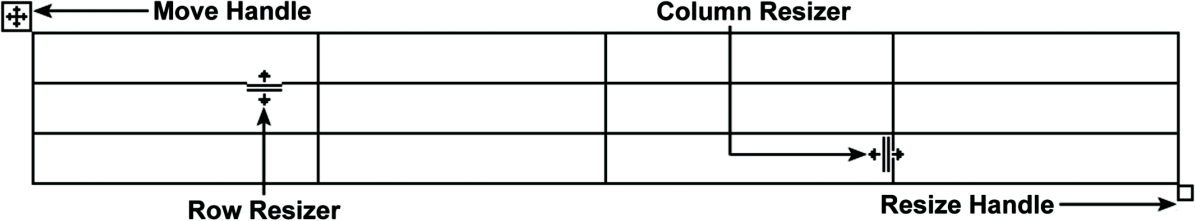 Move Handle
Column Resizer
Row Resizer
Resize Handle